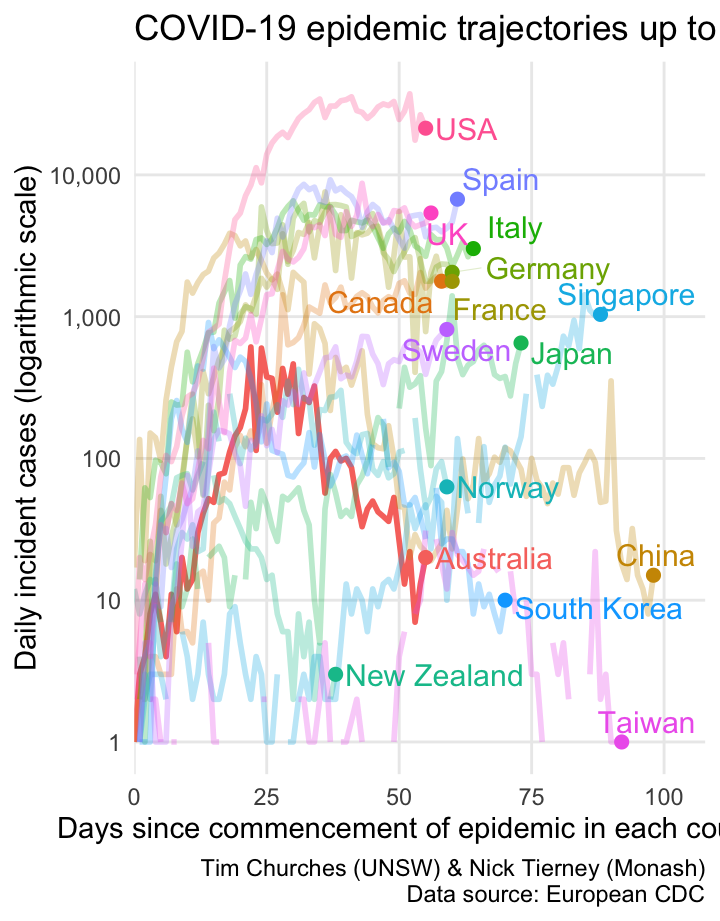 COVID-19 epidemic trajectories up to
Daily incident cases (logarithmic scale)
10,000
1,000
100
10
1
USA
Spain
UK
Italy
Germany
Canada
France
Singapore
Sweden
Japan
Norway
Australia
China
South Korea
New Zealand
Taiwan
0 25 50 75 100
Days since commencement of epidemic in each cou
Tim Churches (UNSW) & Nick Tierney (Monash)
Data source: European CDC